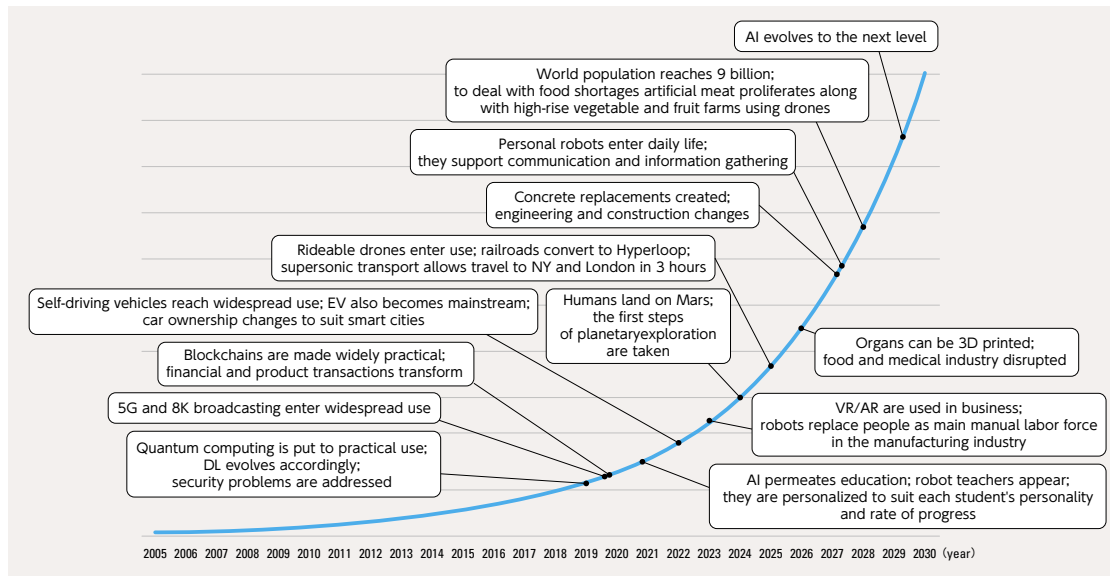 AI evolves to the next level
World population reaches 9 billion;
to deal with food shortages artificial meat proliferates along
with high-rise vegetable and fruit farms using drones
Personal robots enter daily life;
they support communication and information gathering
Concrete replacements created;
engineering and construction changes
Rideable drones enter use; railroads convert to Hyperloop;
supersonic transport allows travel to NY and London in 3 hours
Self-driving vehicles reach widespread use; EV also becomes mainstream;
car ownership changes to suit smart cities
Humans land on Mars;
the first steps
of planetaryexploration
are taken
Organs can be 3D printed;
food and medical industry disrupted
Blockchains are made widely practical;
financial and product transactions transform
5G and 8K broadcasting enter widespread use
VR/AR are used in business;
robots replace people as main manual labor force
in the manufacturing industry
Quantum computing is put to practical use;
DL evolves accordingly;
security problems are addressed
AI permeates education; robot teachers appear;
they are personalized to suit each student's personality
and rate of progress
2005 2006 2007 2008 2009 2010 2011 2012 2013 2014 2015 2016 2017 2018 2019 2020 2021 2022 2023 2024 2025 2026 2027 2028 2029 2030 (year)